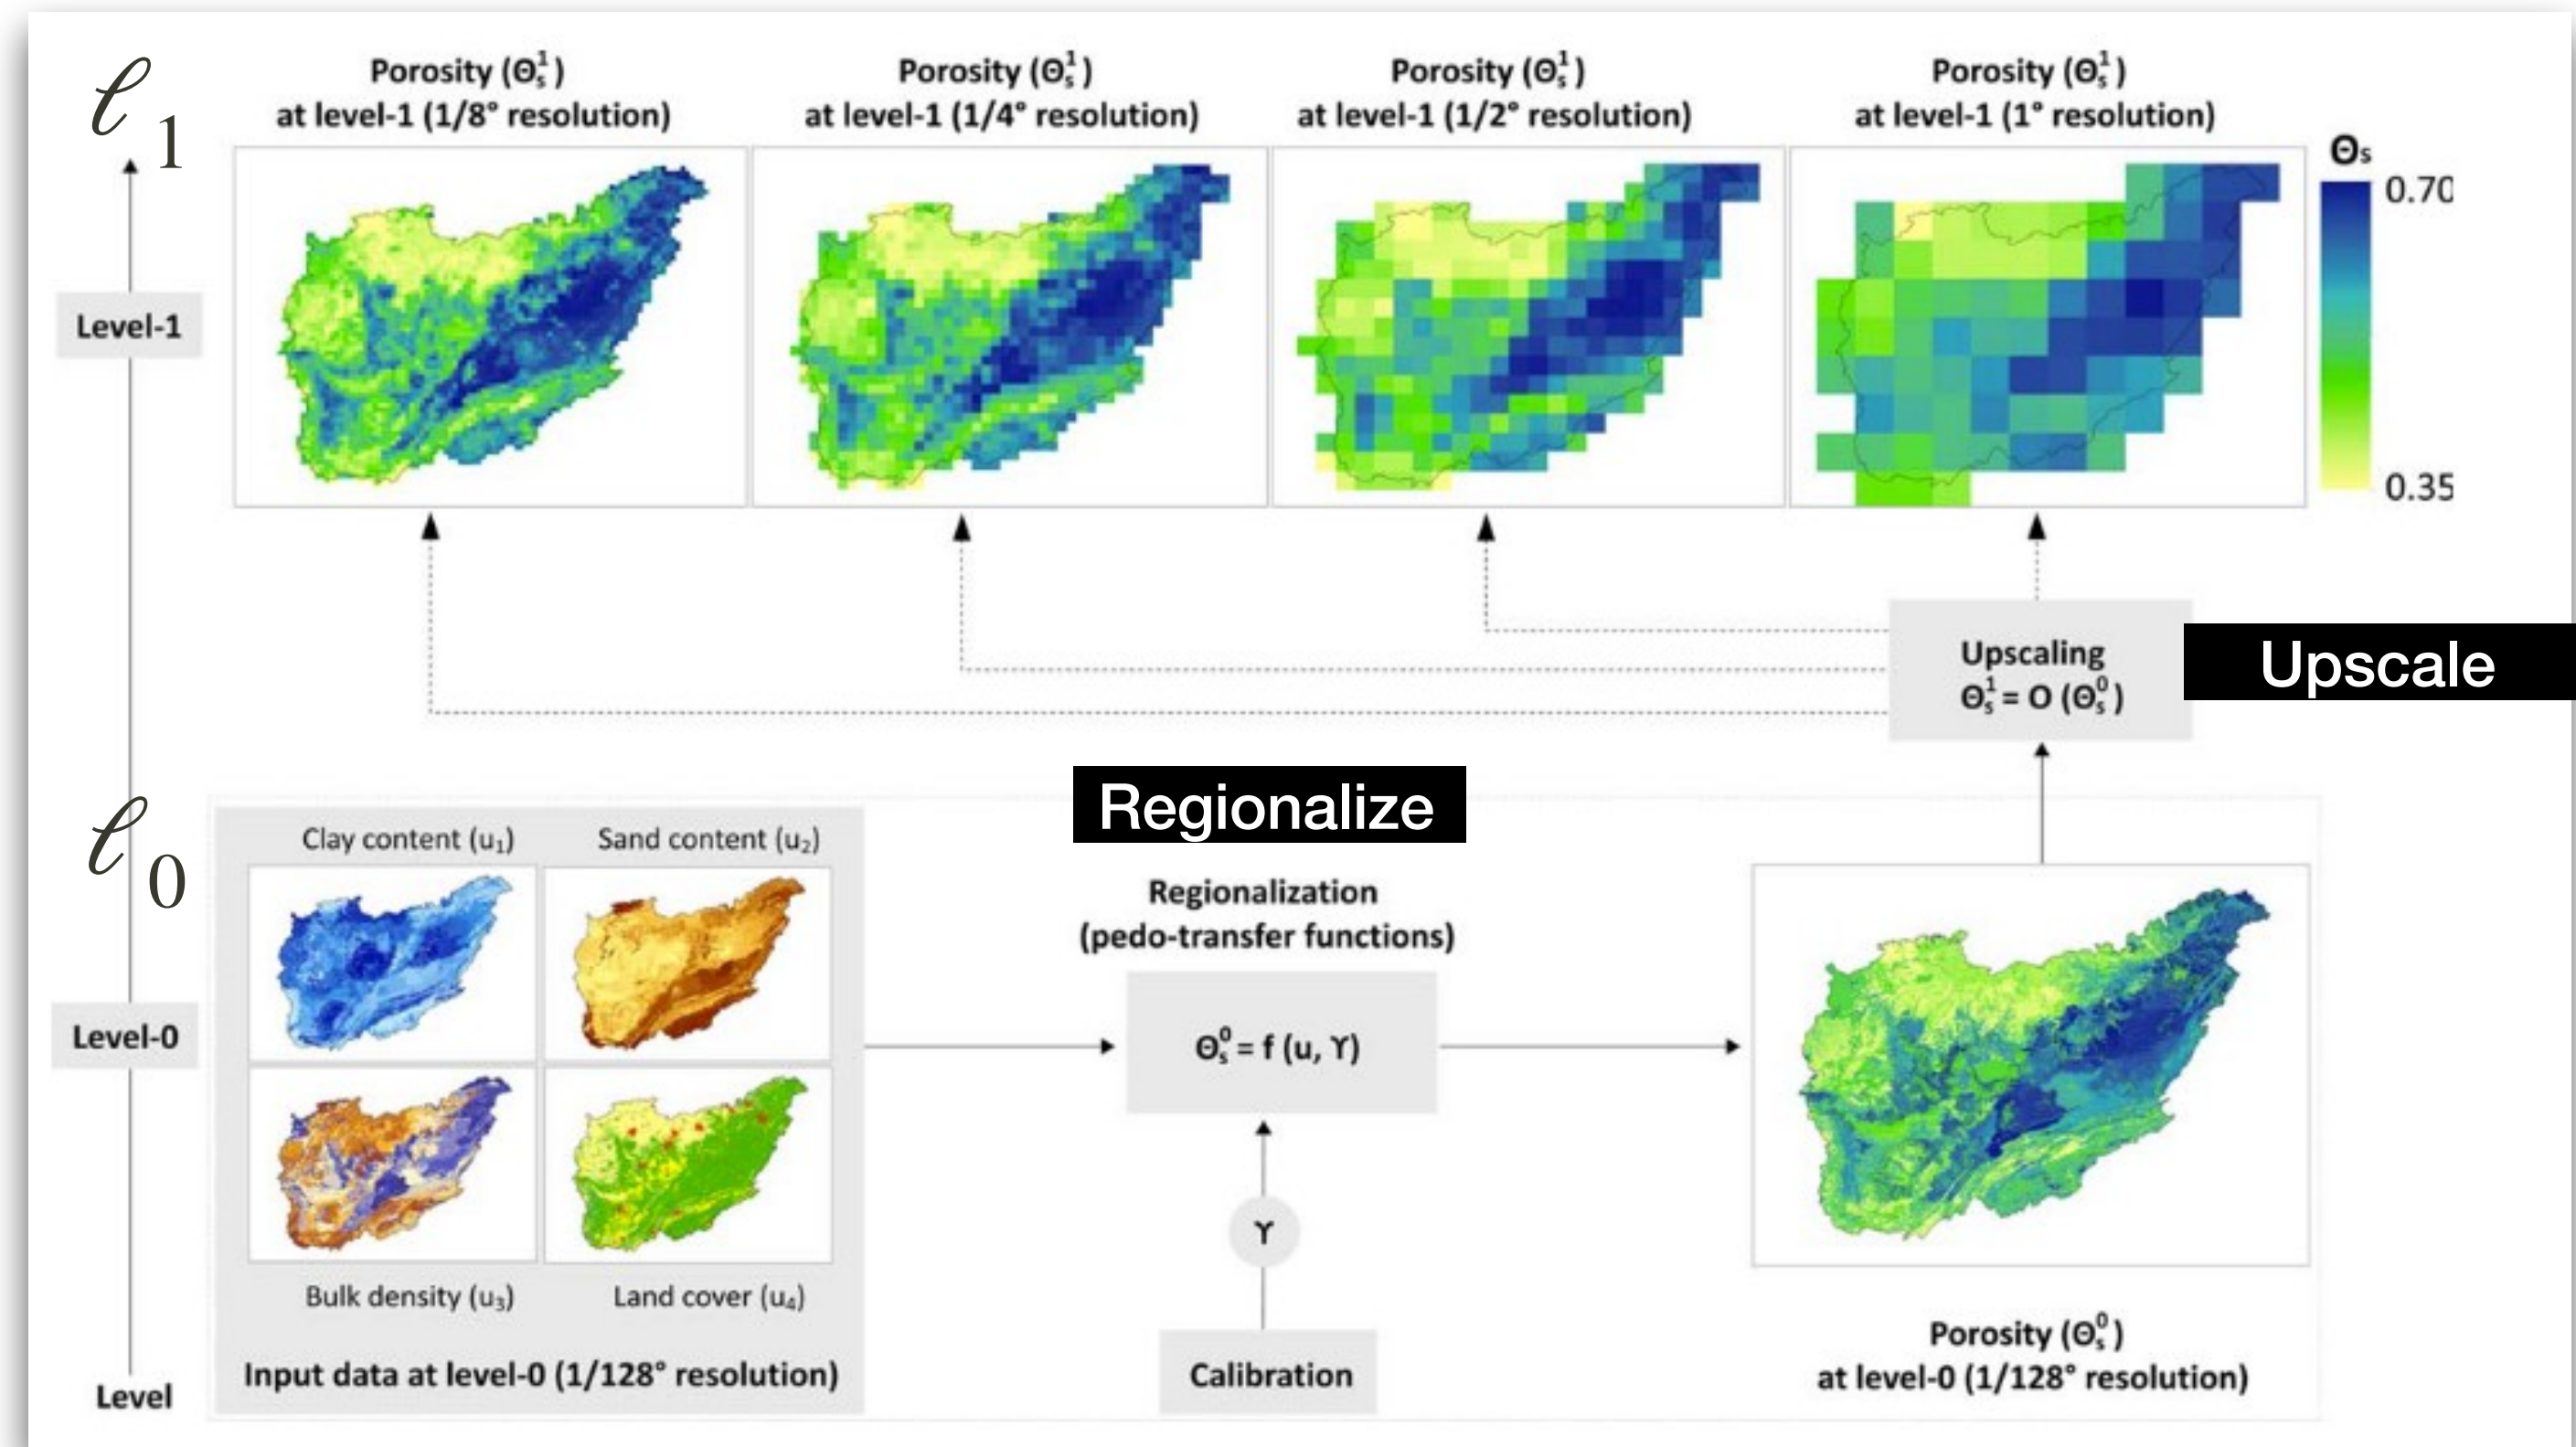 ℓ₁
Porosity (Θₛ¹)
at level-1 (1/8° resolution)
Porosity (Θₛ¹)
at level-1 (1/4° resolution)
Porosity (Θₛ¹)
at level-1 (1/2° resolution)
Porosity (Θₛ¹)
at level-1 (1° resolution)
Θs
0.70
0.35
Level-1
Upscaling
Θₛ¹ = O (Θₛ⁰)
Upscale
Regionalize
ℓ₀
Clay content (u₁)
Sand content (u₂)
Bulk density (u₃)
Land cover (u₄)
Input data at level-0 (1/128° resolution)
Level-0
Level
Regionalization
(pedo-transfer functions)
Θₛ⁰ = f (u, ϒ)
ϒ
Calibration
Porosity (Θₛ⁰)
at level-0 (1/128° resolution)